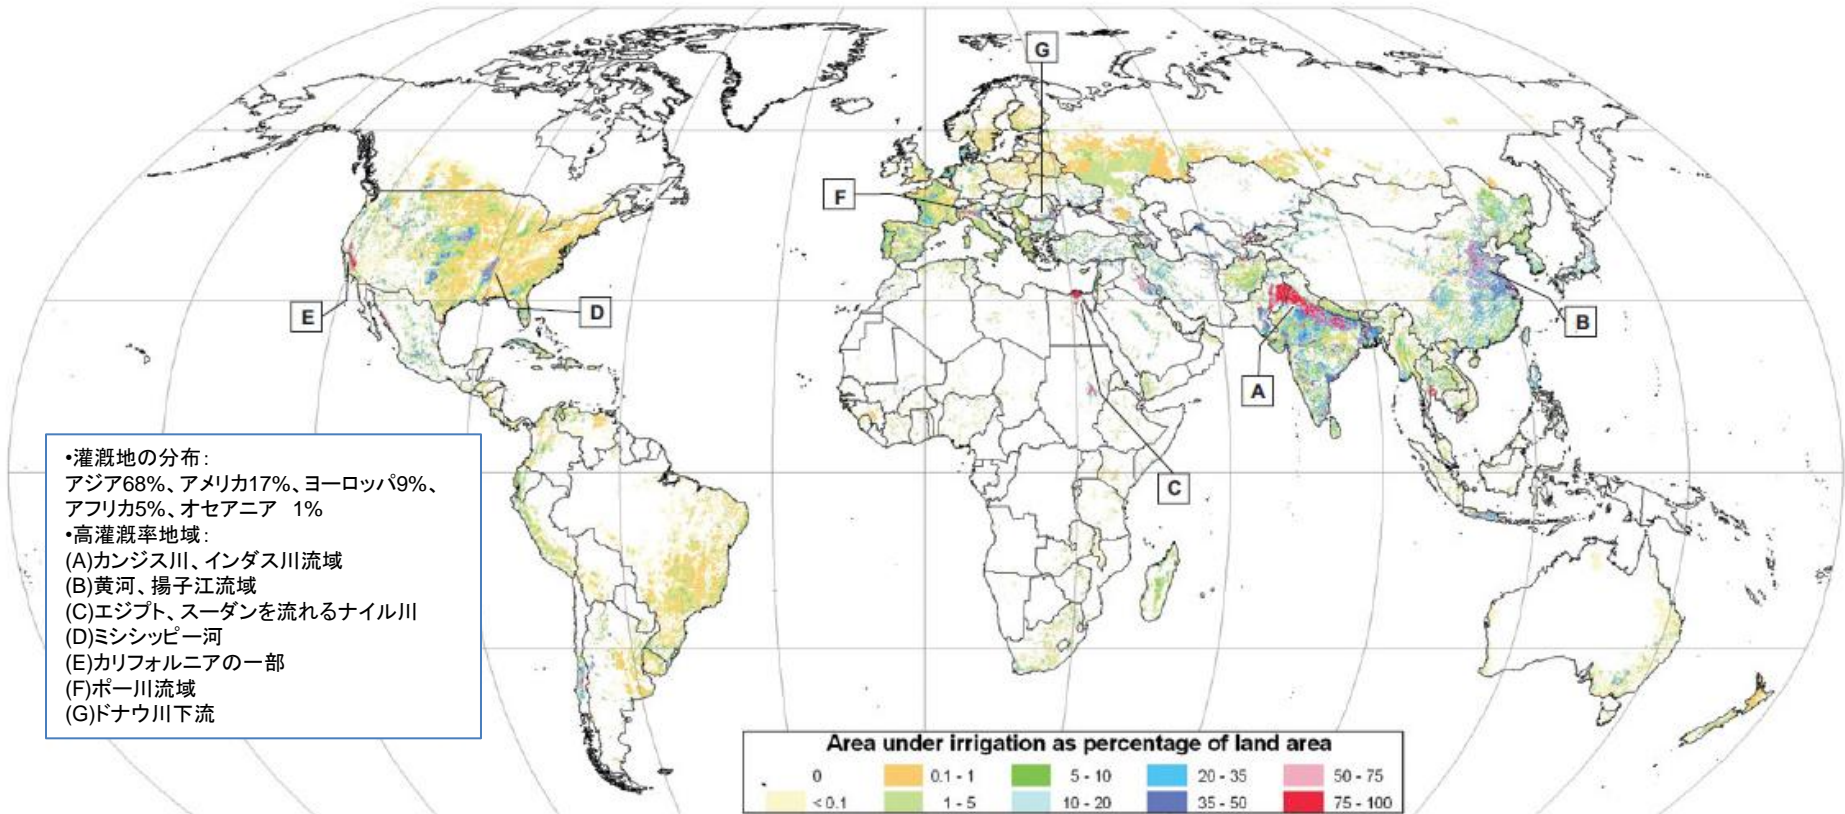 G
F
E
D
B
A
C
•灌漑地の分布:
アジア68%、アメリカ17%、ヨーロッパ9%、
アフリカ5%、オセアニア 1%
•高灌漑率地域:
(A)カンジス川、インダス川流域
(B)黄河、揚子江流域
(C)エジプト、スーダンを流れるナイル川
(D)ミシシッピー河
(E)カリフォルニアの一部
(F)ポー川流域
(G)ドナウ川下流
Area under irrigation as percentage of land area
0 0.1 - 1 5 - 10 20 - 35 50 - 75
< 0.1 1 - 5 10 - 20 35 - 50 75 - 100